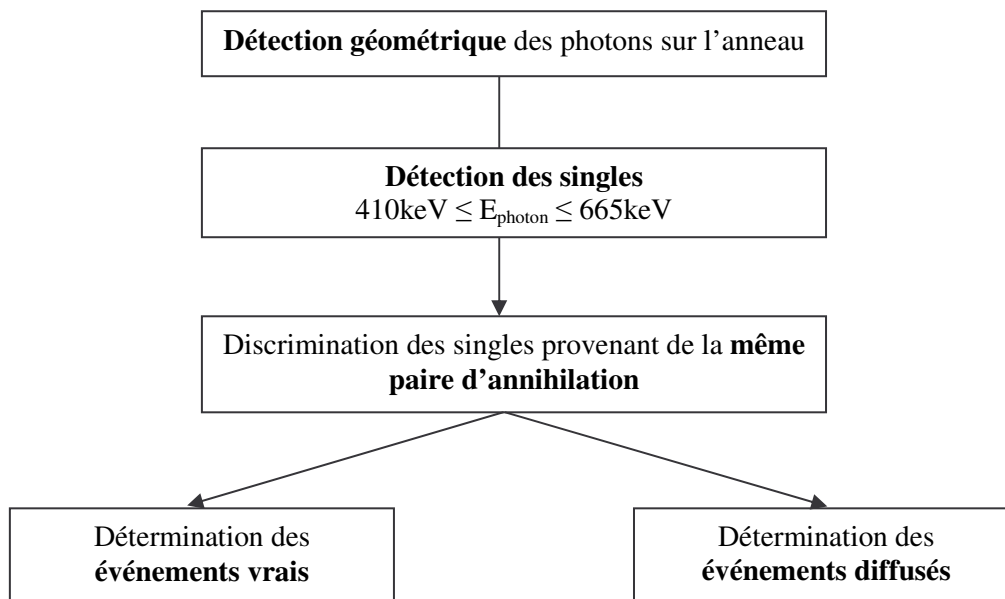 Détection géométrique des photons sur l'anneau
Détection des singles
410keV ≤ Ephoton ≤ 665keV
Discrimination des singles provenant de la même
paire d'annihilation
Détermination des
événements vrais
Détermination des
événements diffusés